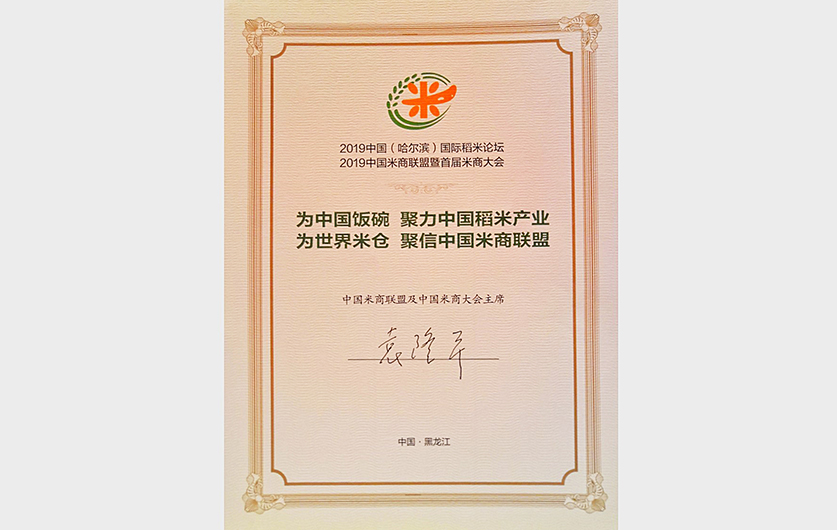 米
2019中国（哈尔滨）国际稻米论坛
2019中国米商联盟暨首届米商大会
为中国饭碗 聚力中国稻米产业
为世界米仓 聚信中国米商联盟
中国米商联盟及中国米商大会主席
袁隆平
中国·黑龙江